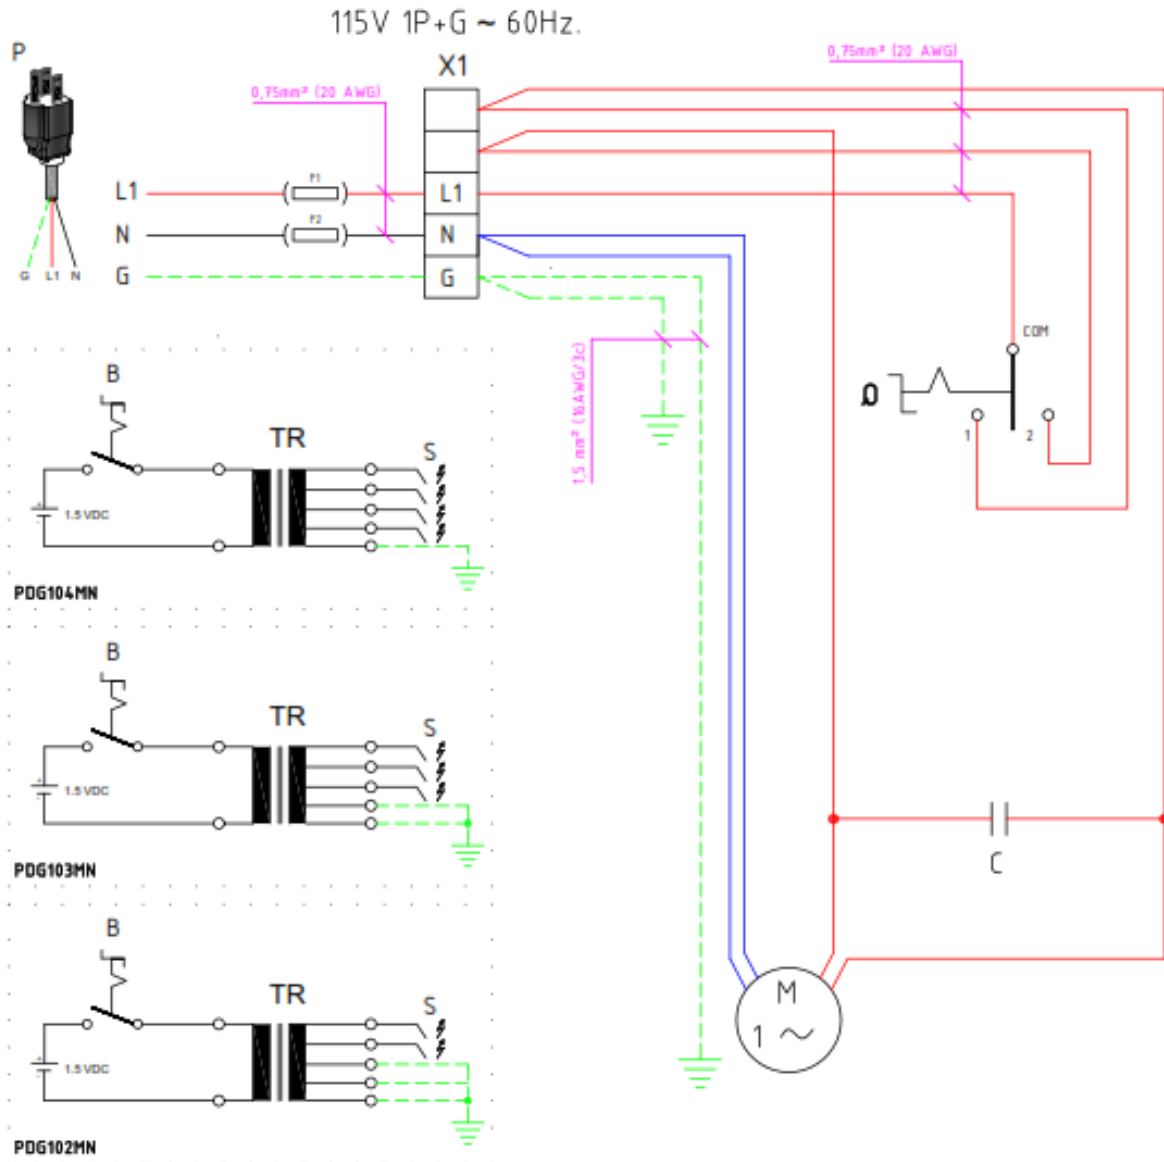 115V 1P+G ~ 60Hz.
P
X1
0,75mm² (20 AWG)
0,75mm² (20 AWG)
L1
F1
L1
N
F2
N
G
G
G L1 N
1,5 mm² (16AWG/3c)
COM
Q
1
2
B
TR
S
+
-
1.5 VDC
PDG104MN
B
TR
S
+
-
1.5 VDC
PDG103MN
C
B
TR
S
+
-
1.5 VDC
PDG102MN
M
1 ~